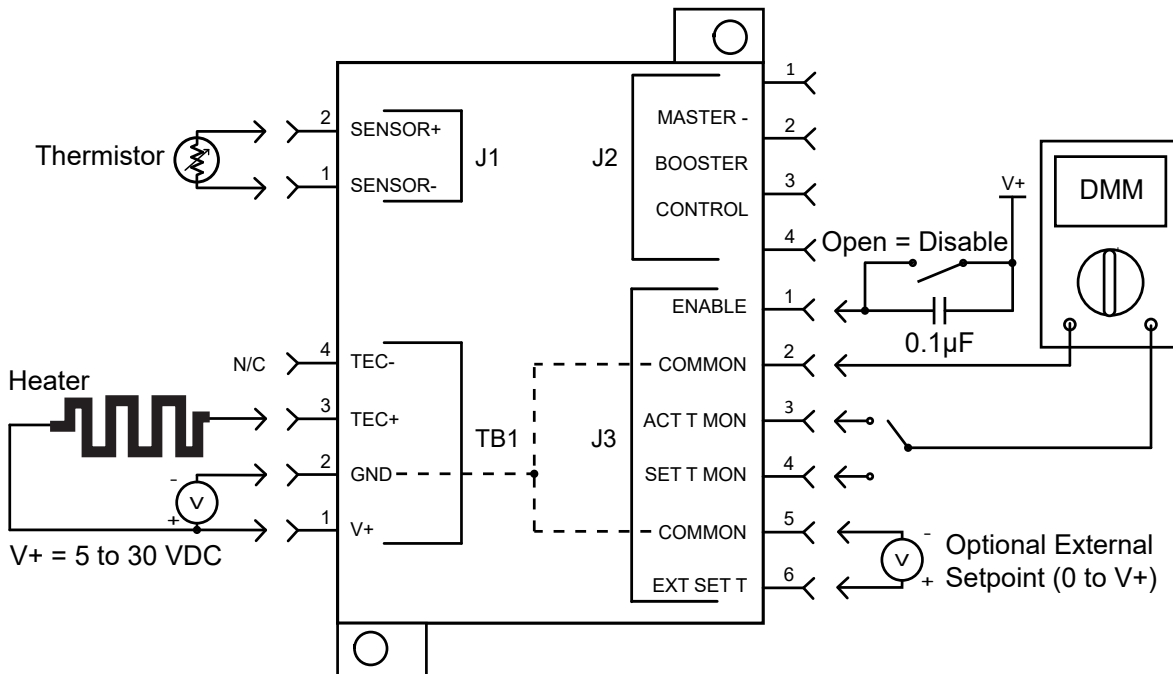 Thermistor
2
1
SENSOR+
SENSOR-
J1
J2
MASTER -
BOOSTER
CONTROL
1
2
3
4
Open = Disable
V+
0.1µF
DMM
Heater
N/C
4
3
2
1
TEC-
TEC+
GND
V+
TB1
V
-
+
V+ = 5 to 30 VDC
J3
ENABLE
COMMON
ACT T MON
SET T MON
COMMON
EXT SET T
1
2
3
4
5
6
V
-
+
Optional External
Setpoint (0 to V+)